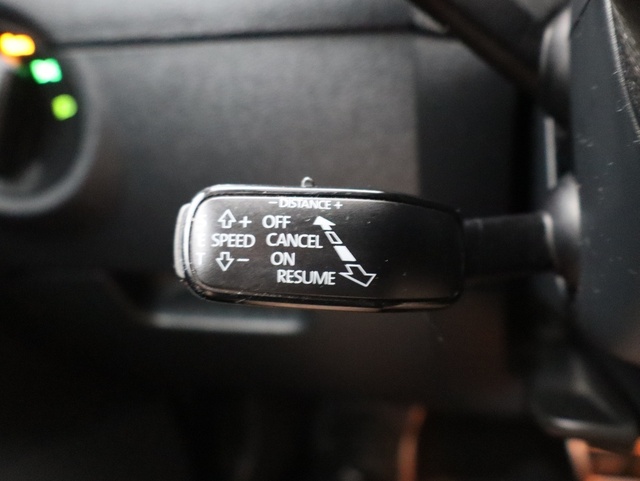 - DISTANCE +
+ OFF
SPEED CANCEL
- ON
RESUME